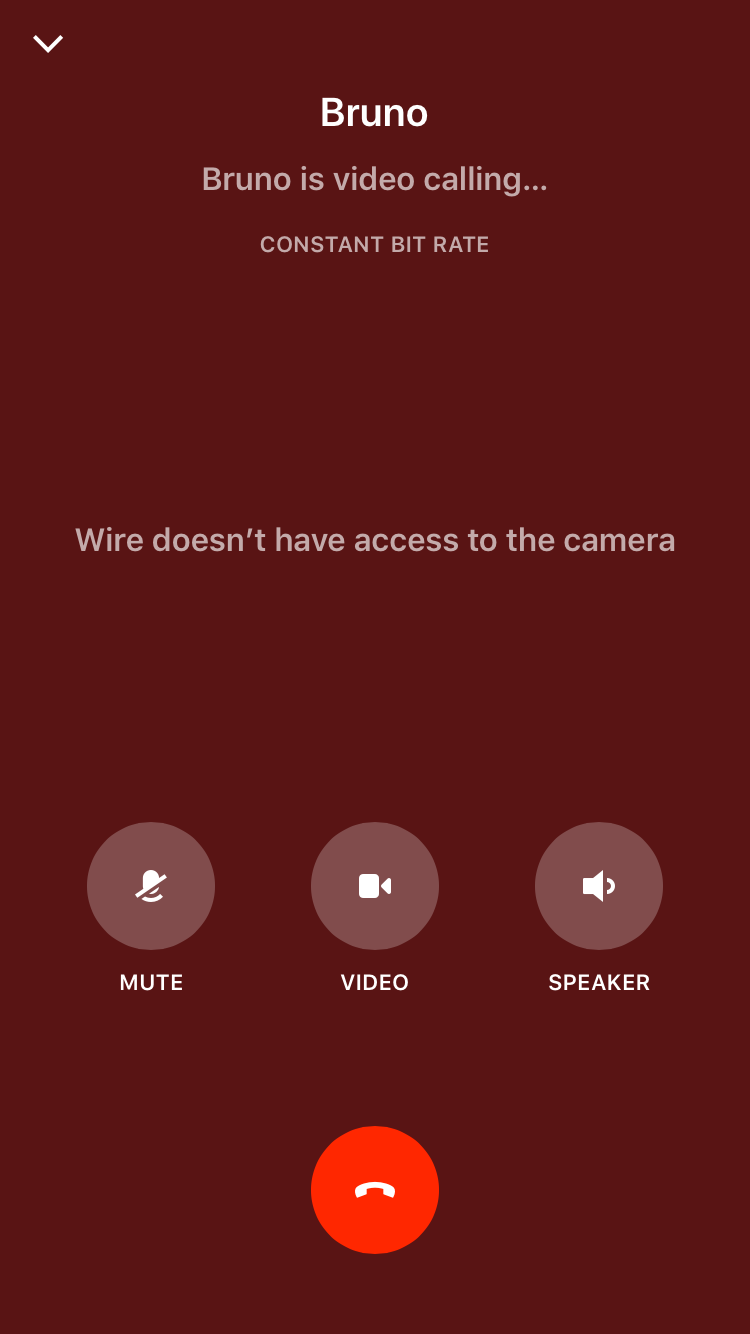 Bruno
Bruno is video calling...
CONSTANT BIT RATE
Wire doesn’t have access to the camera
MUTE
VIDEO
SPEAKER